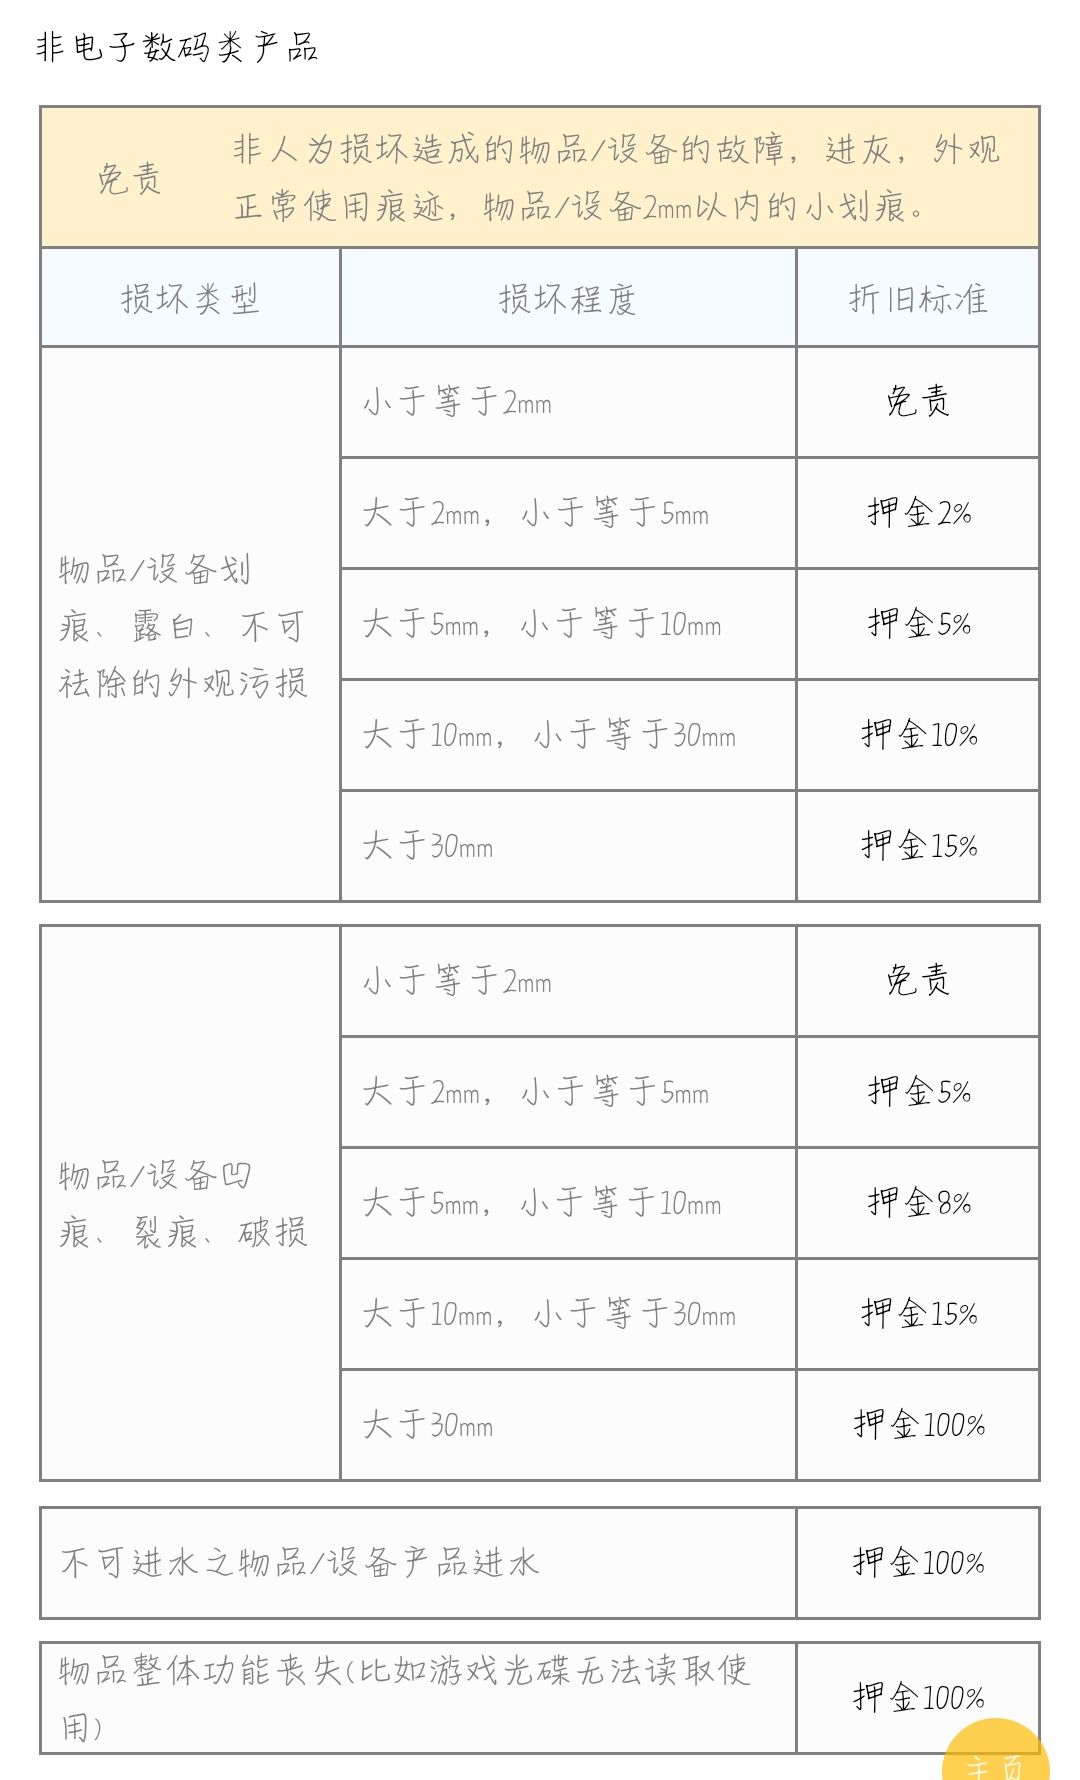 非电子数码类产品
免责
非人为损坏造成的物品/设备的故障，进灰，外观
正常使用痕迹，物品/设备2mm以内的小划痕。
损坏类型
损坏程度
折旧标准
物品/设备划
痕、露白、不可
祛除的外观污损
小于等于2mm
免责
大于2mm，小于等于5mm
押金2%
大于5mm，小于等于10mm
押金5%
大于10mm，小于等于30mm
押金10%
大于30mm
押金15%
物品/设备凹
痕、裂痕、破损
小于等于2mm
免责
大于2mm，小于等于5mm
押金5%
大于5mm，小于等于10mm
押金8%
大于10mm，小于等于30mm
押金15%
大于30mm
押金100%
不可进水之物品/设备产品进水
押金100%
物品整体功能丧失(比如游戏光碟无法读取使
用)
押金100%
主页